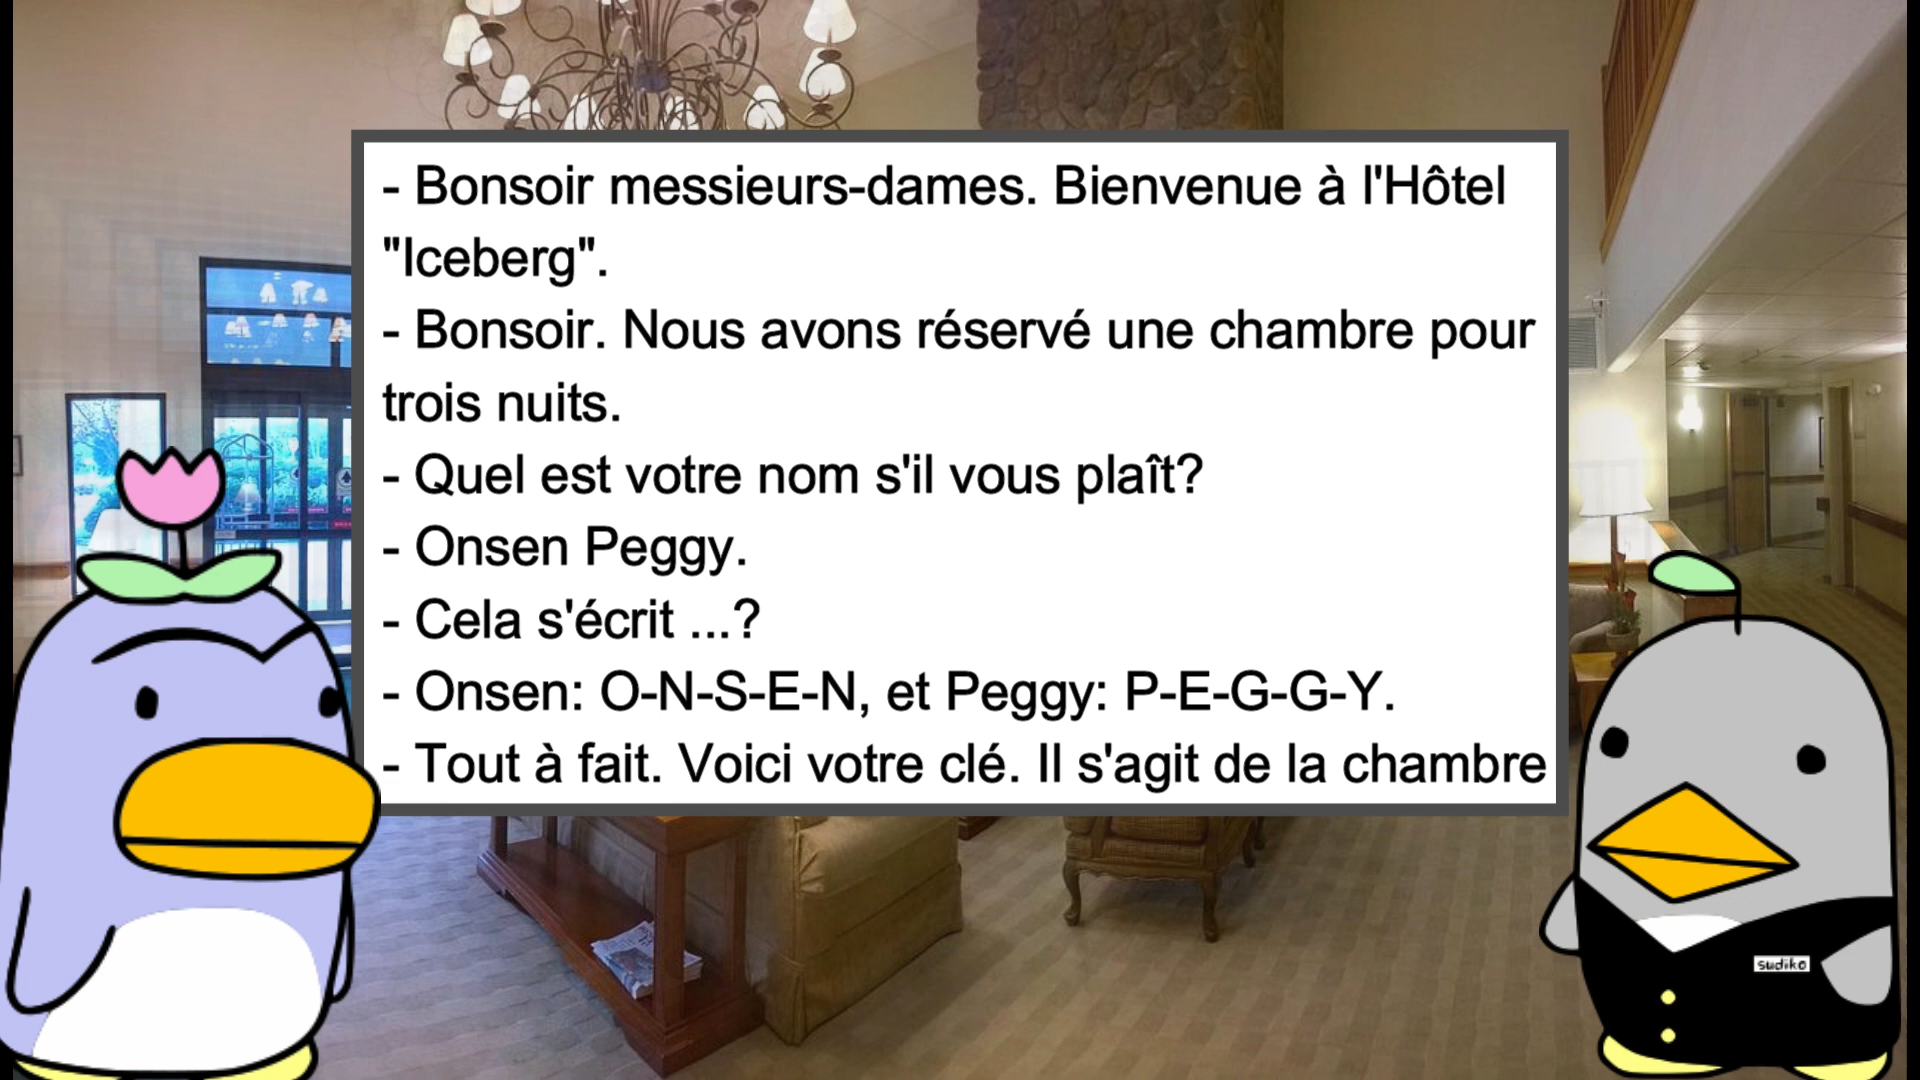 - Bonsoir messieurs-dames. Bienvenue à l'Hôtel
"Iceberg".
- Bonsoir. Nous avons réservé une chambre pour
trois nuits.
- Quel est votre nom s'il vous plaît?
- Onsen Peggy.
- Cela s'écrit ...?
- Onsen: O-N-S-E-N, et Peggy: P-E-G-G-Y.
- Tout à fait. Voici votre clé. Il s'agit de la chambre
sudiko